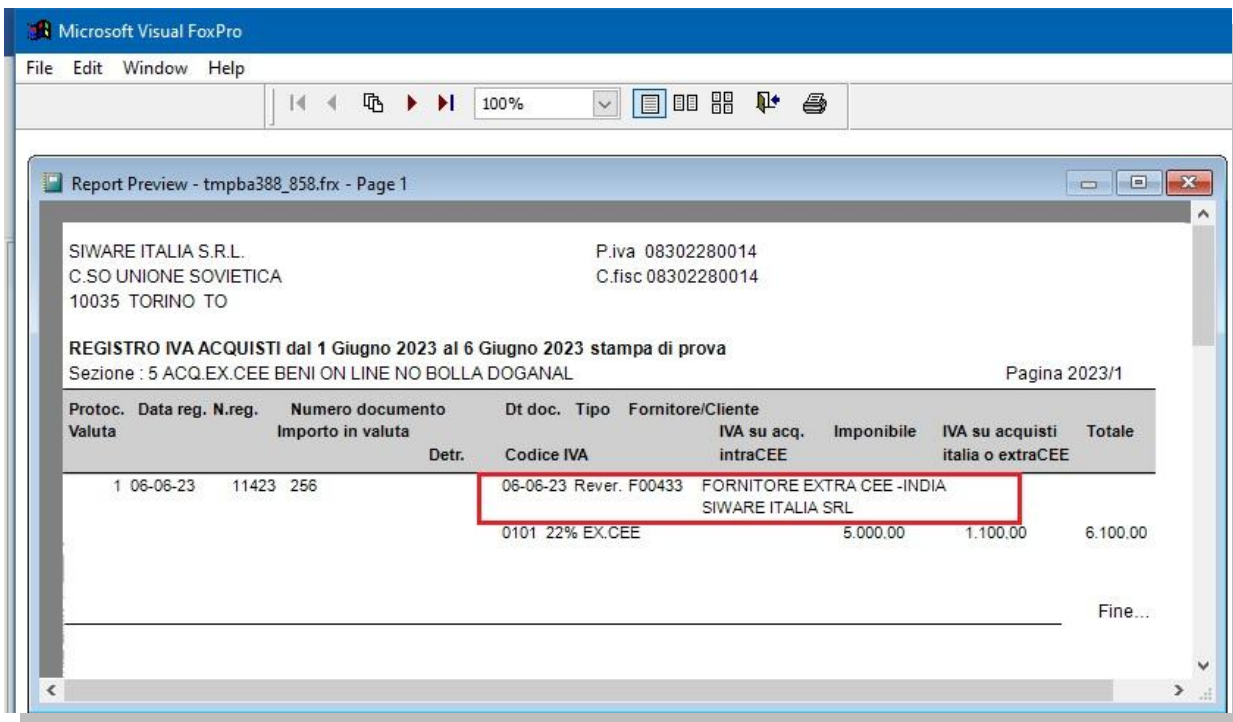 Microsoft Visual FoxPro
File Edit Window Help
100%
Report Preview - tmpba388_858.frx - Page 1
SIWARE ITALIA S.R.L. P.iva 08302280014
C.SO UNIONE SOVIETICA C.fisc 08302280014
10035 TORINO TO
REGISTRO IVA ACQUISTI dal 1 Giugno 2023 al 6 Giugno 2023 stampa di prova
Sezione : 5 ACQ.EX.CEE BENI ON LINE NO BOLLA DOGANAL Pagina 2023/1
Protoc. Data reg. N.reg. Numero documento Dt doc. Tipo Fornitore/Cliente
Valuta Importo in valuta IVA su acq. Imponibile IVA su acquisti Totale
Detr. Codice IVA intraCEE italia o extraCEE
1 06-06-23 11423 256 06-06-23 Rever. F00433 FORNITORE EXTRA CEE -INDIA
SIWARE ITALIA SRL
0101 22% EX.CEE 5.000,00 1.100,00 6.100,00
Fine...